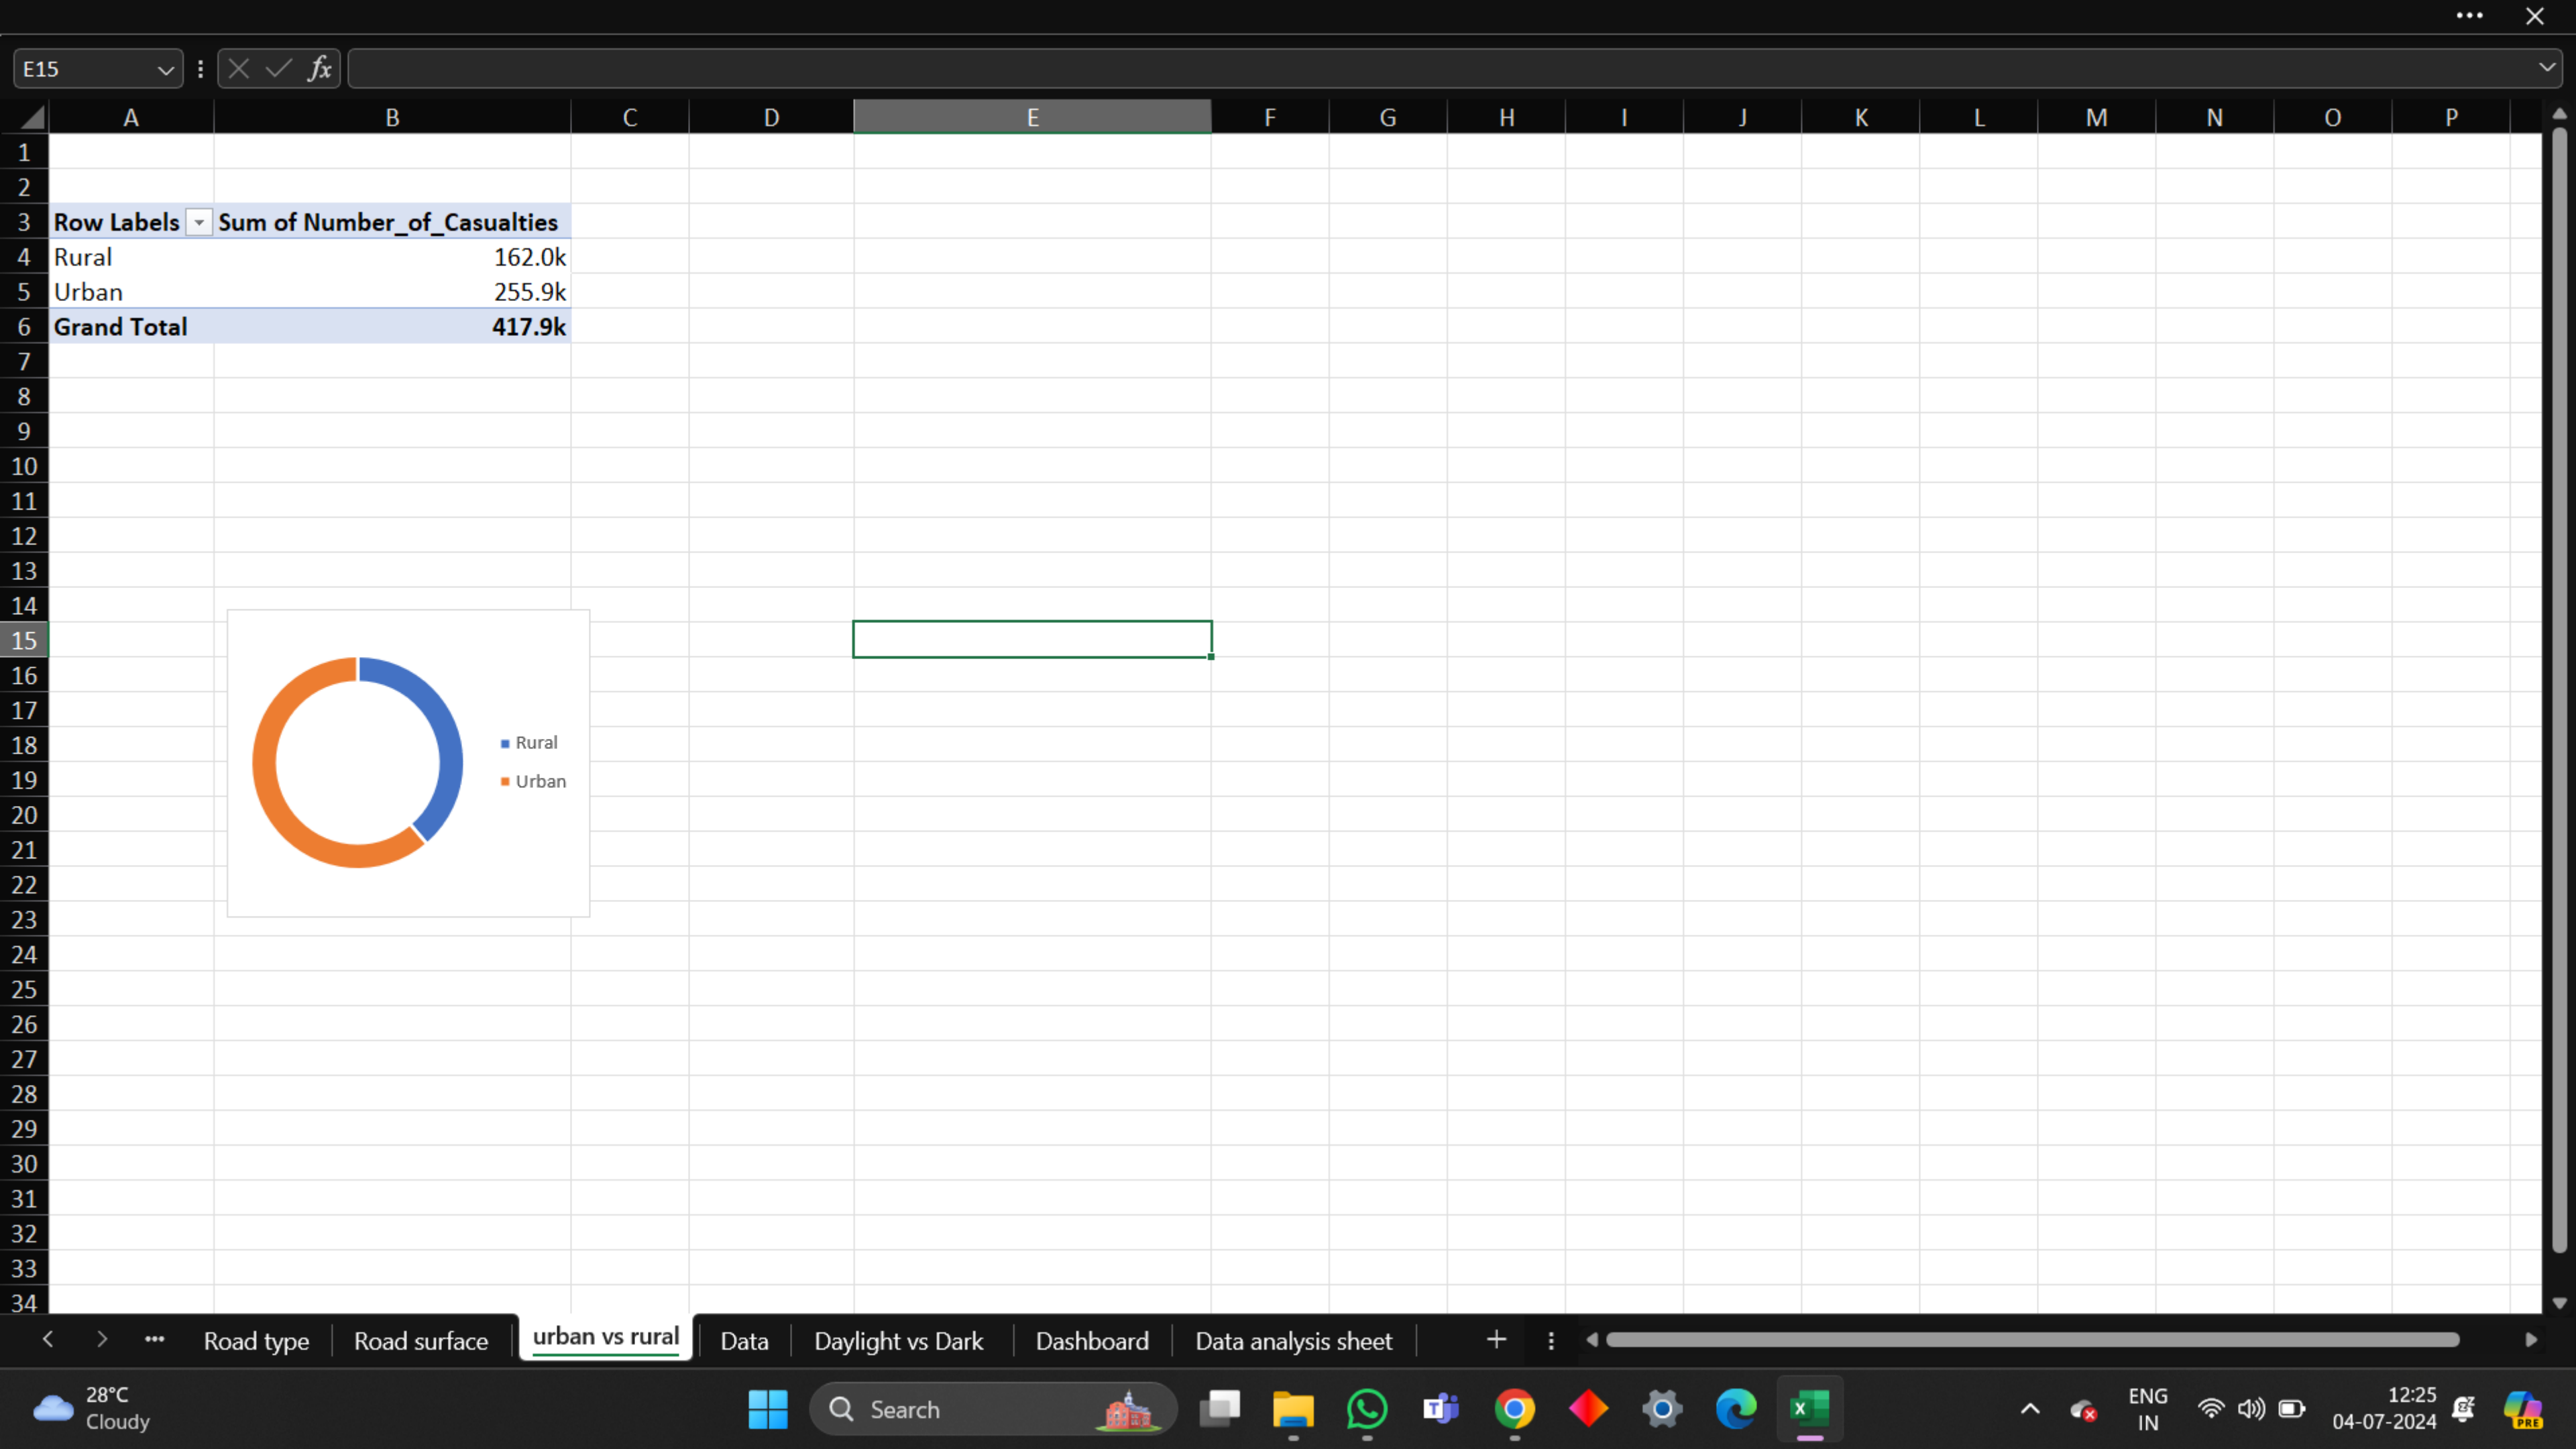 E15
fx
A B C D E F G H I J K L M N O P
1
2
3 Row Labels Sum of Number_of_Casualties
4 Rural 162.0k
5 Urban 255.9k
6 Grand Total 417.9k
7
8
9
10
11
12
13
14
15
16
17
18 Rural
19 Urban
20
21
22
23
24
25
26
27
28
29
30
31
32
33
34
Road type Road surface urban vs rural Data Daylight vs Dark Dashboard Data analysis sheet
28°C
Cloudy
Search
ENG
IN
12:25
04-07-2024
PRE